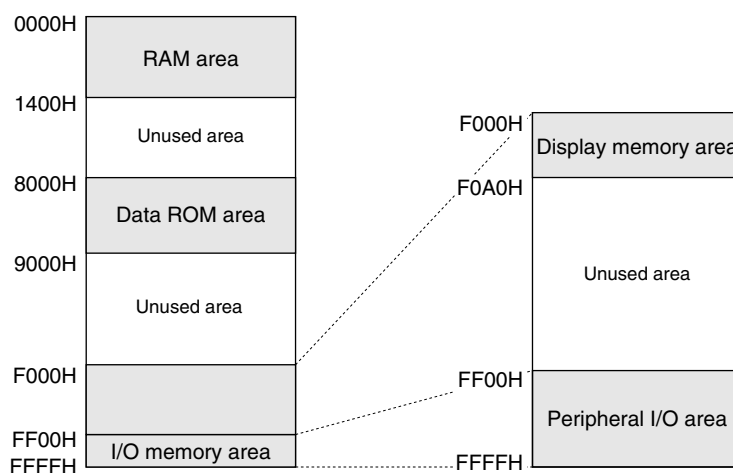 0000H
RAM area
1400H
Unused area
8000H
Data ROM area
9000H
Unused area
F000H
FF00H
I/O memory area
FFFFH
F000H
Display memory area
F0A0H
Unused area
FF00H
Peripheral I/O area
FFFFH